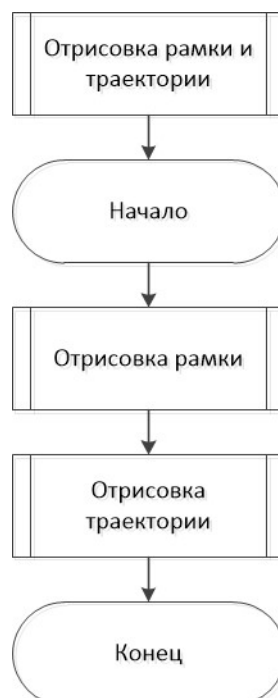 Отрисовка рамки и
траектории
Начало
Отрисовка рамки
Отрисовка
траектории
Конец